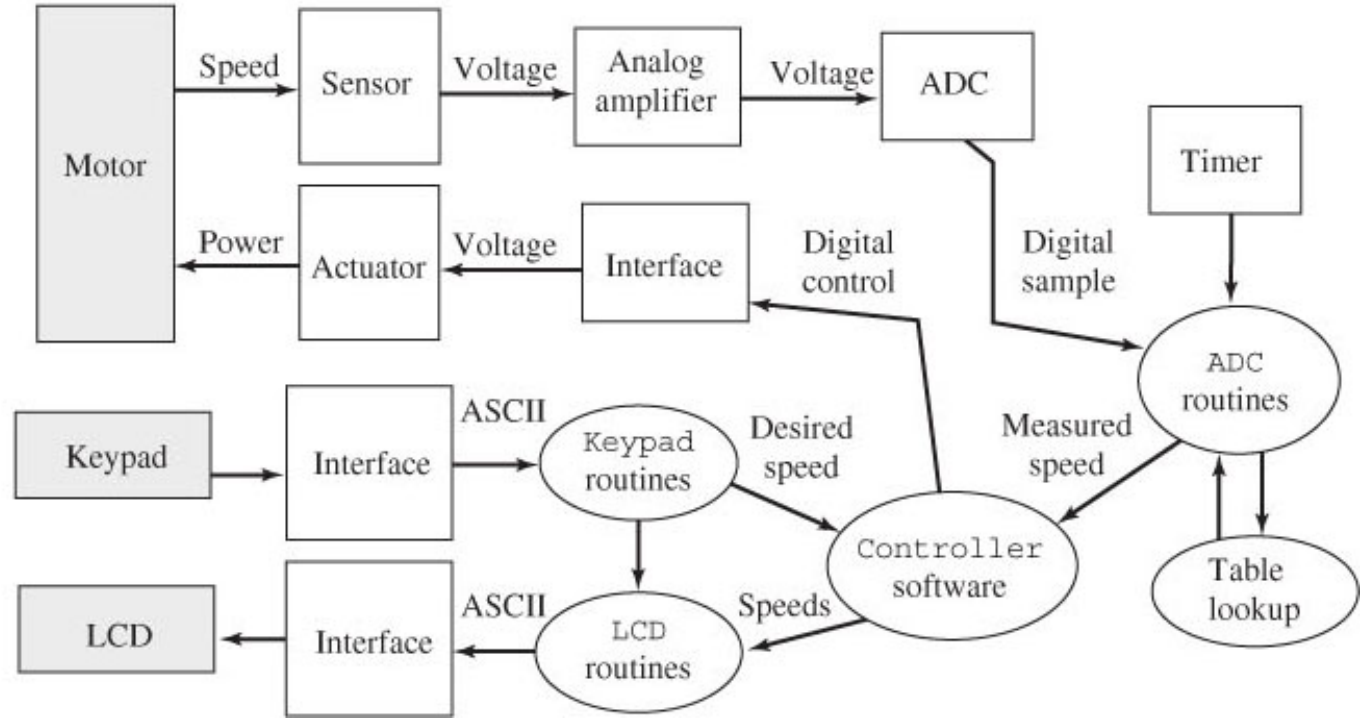 Motor
Speed
Sensor
Voltage
Analog
amplifier
Voltage
ADC
Timer
Power
Actuator
Voltage
Interface
Digital
control
Digital
sample
ADC
routines
Keypad
Interface
ASCII
Keypad
routines
Desired
speed
Measured
speed
Controller
software
Table
lookup
LCD
Interface
ASCII
LCD
routines
Speeds